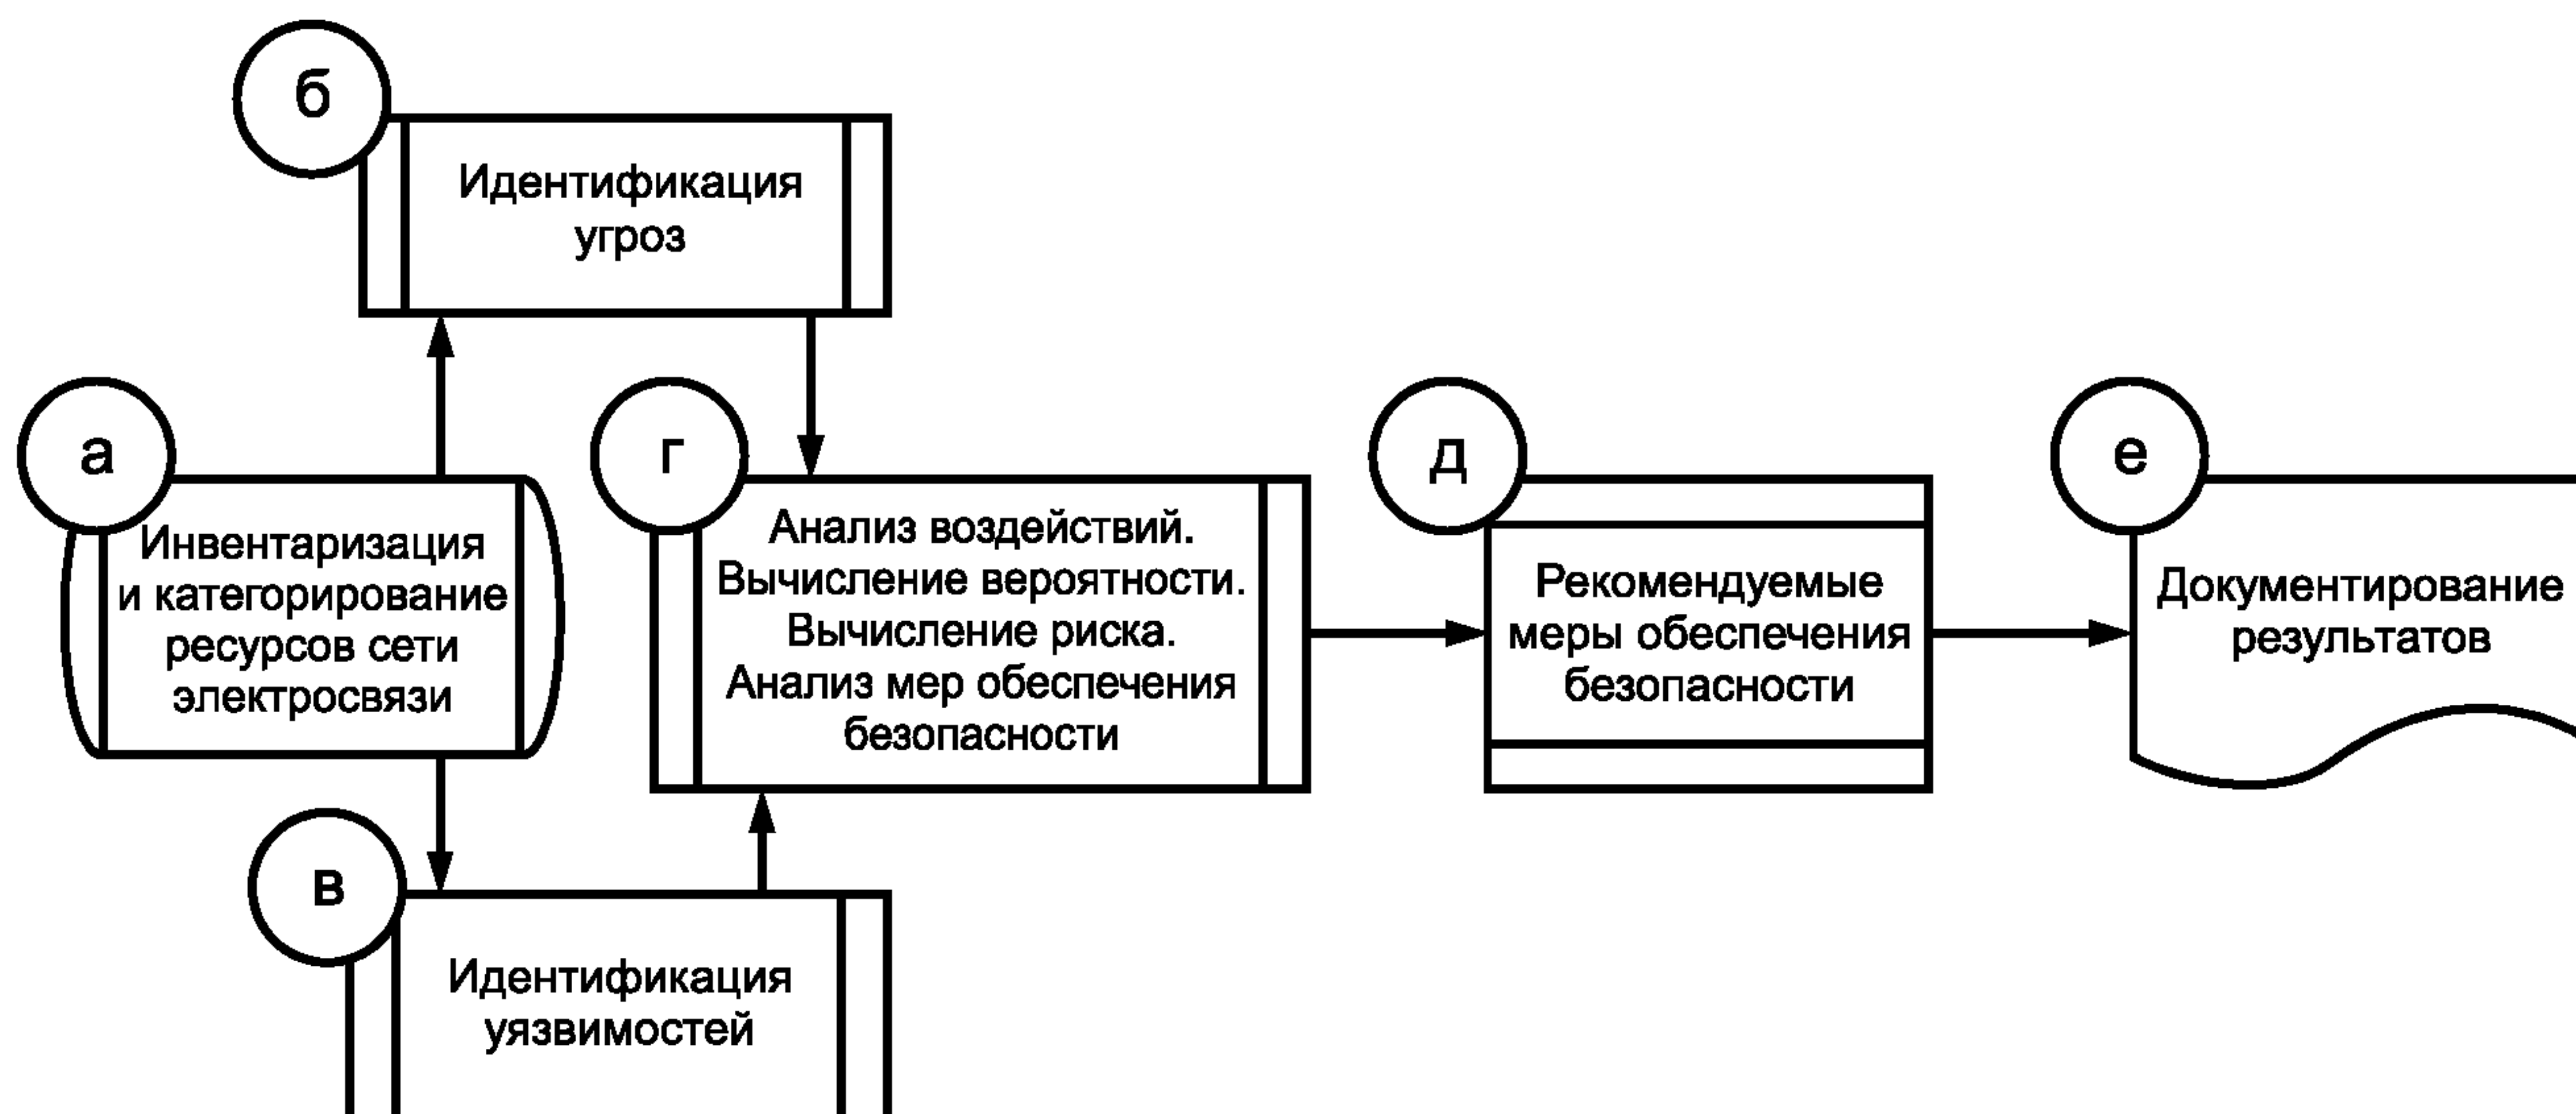 б
Идентификация
угроз
а
Инвентаризация
и категорирование
ресурсов сети
электросвязи
г
Анализ воздействий.
Вычисление вероятности.
Вычисление риска.
Анализ мер обеспечения
безопасности
д
Рекомендуемые
меры обеспечения
безопасности
е
Документирование
результатов
в
Идентификация
уязвимостей